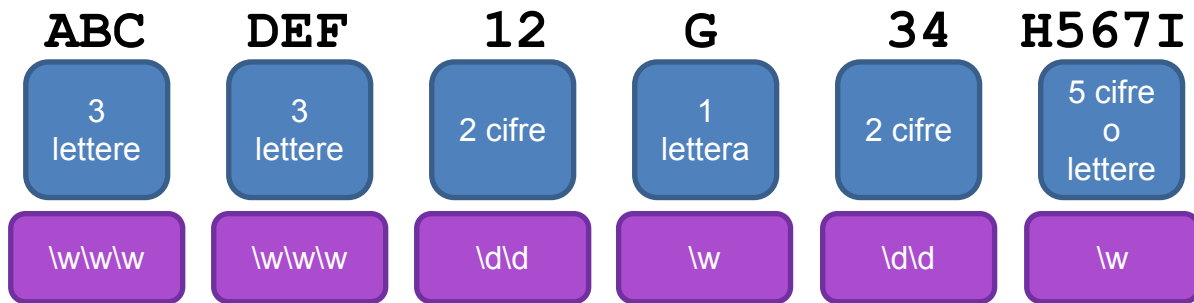 ABC DEF 12 G 34 H567I
3
lettere
3
lettere
2 cifre
1
lettera
2 cifre
5 cifre
o
lettere
\w\w\w \w\w\w \d\d \w \d\d \w